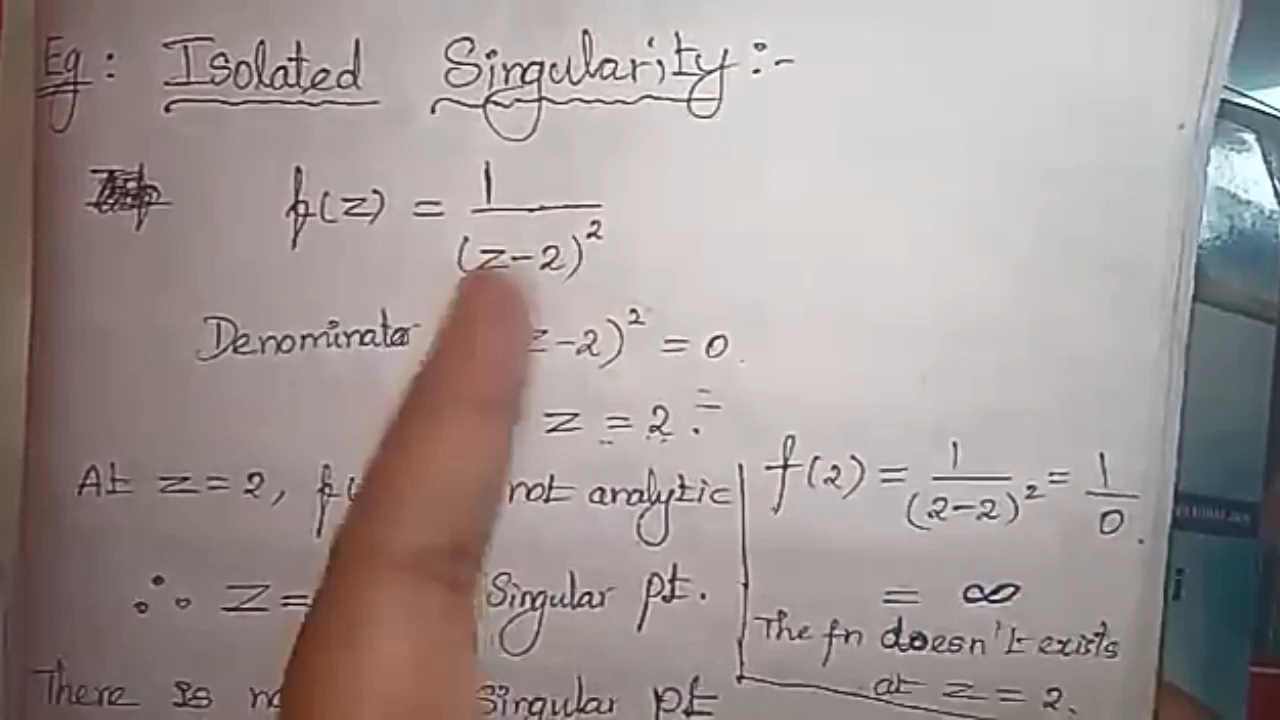 Eg: Isolated Singularity :-
f(z) = 1/(z-2)²
Denominator z-2)² = 0.
z = 2.
At z=2, f( not analytic
∴ z= Singular pt.
There is singular pt
f(2) = 1/(2-2)² = 1/0.
= ∞
The fn doesn't exists
at z = 2.